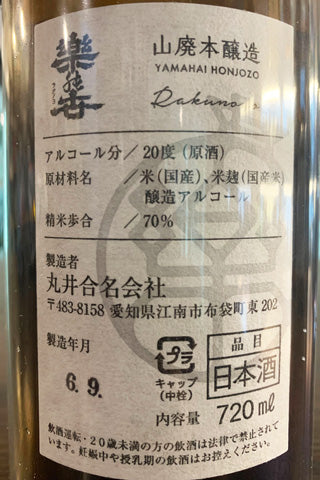 樂の世
ラクノヨ
山廃本醸造
YAMAHAI HONJOZO
Rakuno
アルコール分／20度（原酒）
原材料名／米（国産）、米麹（国産米）
醸造アルコール
精米歩合／70%
製造者
丸井合名会社
〒483-8158 愛知県江南市布袋町東202
製造年月
6.9.
プラ
キャップ
（中栓）
品目
日本酒
内容量 720㎖
飲酒運転・20歳未満の方の飲酒は法律で禁止されて
います。妊娠中や授乳期の飲酒はお控えください。